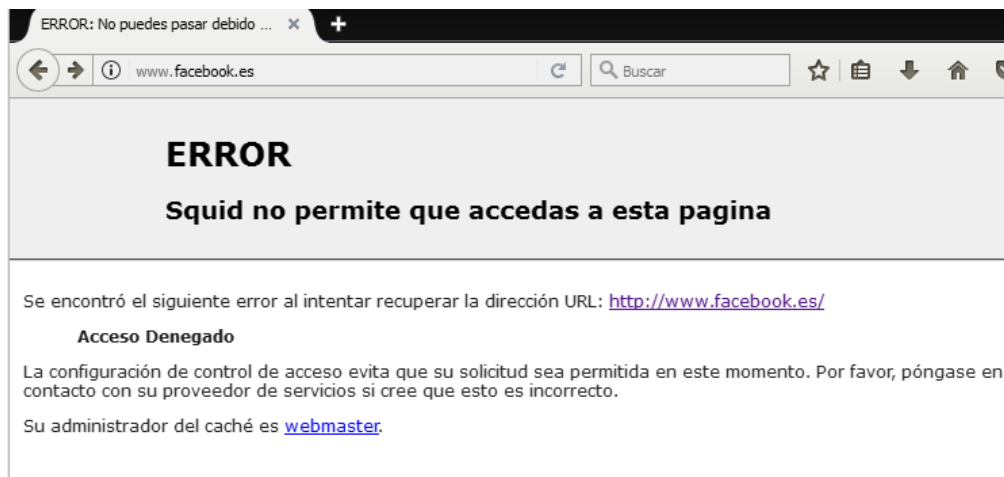 ERROR: No puedes pasar debido ...
www.facebook.es
Buscar
ERROR
Squid no permite que accedas a esta pagina
Se encontró el siguiente error al intentar recuperar la dirección URL: http://www.facebook.es/
Acceso Denegado
La configuración de control de acceso evita que su solicitud sea permitida en este momento. Por favor, póngase en
contacto con su proveedor de servicios si cree que esto es incorrecto.
Su administrador del caché es webmaster.